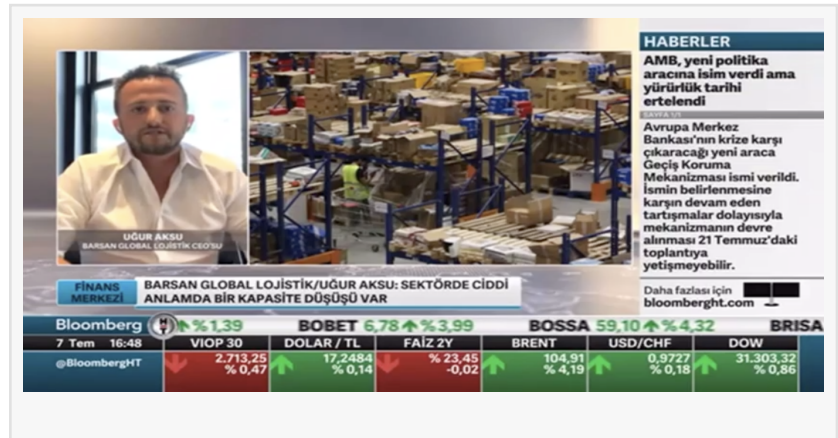 HABERLER
AMB, yeni politika
aracına isim verdi ama
yürürlük tarihi
ertelendi
SAYFA 1/1
Avrupa Merkez
Bankası'nın krize karşı
çıkaracağı yeni araca
Geçiş Koruma
Mekanizması ismi verildi.
İsmin belirlenmesine
karşın devam eden
tartışmalar dolayısıyla
mekanizmanın devre
alınması 21 Temmuz'daki
toplantıya
yetişmeyebilir.
Daha fazlası için
bloomberght.com
UĞUR AKSU
BARSAN GLOBAL LOJİSTİK CEO'SU
FİNANS
MERKEZİ
BARSAN GLOBAL LOJİSTİK/UĞUR AKSU: SEKTÖRDE CİDDİ
ANLAMDA BİR KAPASİTE DÜŞÜŞÜ VAR
Bloomberg HT %1,39 BOBET 6,78 %3,99 BOSSA 59,10 %4,32 BRISA
7 Tem 16:48 VIOP 30 DOLAR / TL FAİZ 2Y BRENT USD/CHF DOW
@BloombergHT 2.713,25 17,2484 % 23,45 104,91 0,9727 31.303,32
% 0,47 % 0,14 -0,02 % 4,19 % 0,18 % 0,86